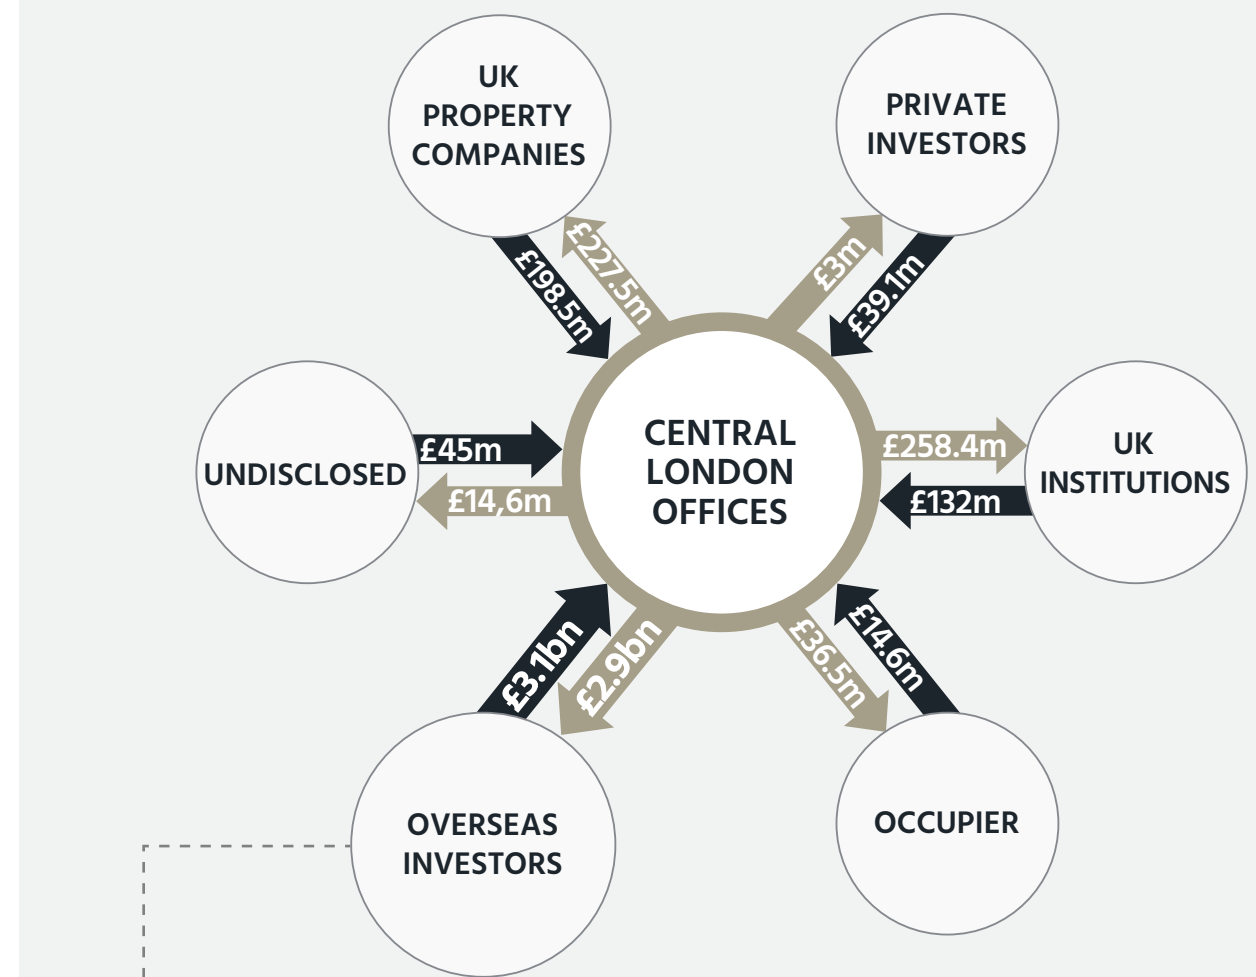 UK
PROPERTY
COMPANIES
PRIVATE
INVESTORS
£198.5m
£227.5m
£3m
£39.1m
UNDISCLOSED
£45m
£14,6m
CENTRAL
LONDON
OFFICES
£258.4m
£132m
UK
INSTITUTIONS
£3.1bn
£2.9bn
£36.5m
£14.6m
OVERSEAS
INVESTORS
OCCUPIER